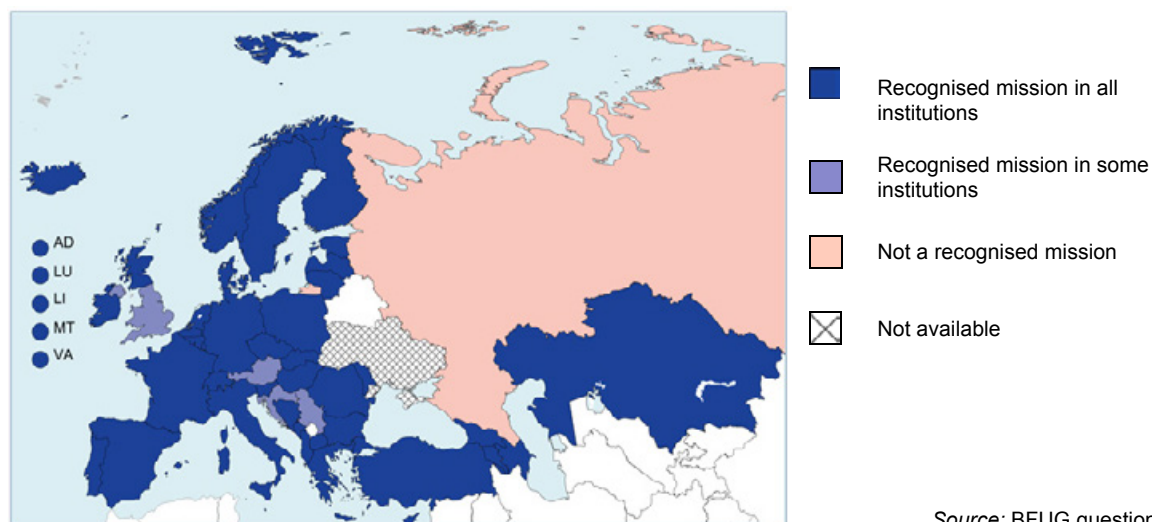 Recognised mission in all
institutions
Recognised mission in some
institutions
Not a recognised mission
Not available
AD
LU
LI
MT
VA
Source: BFUG question